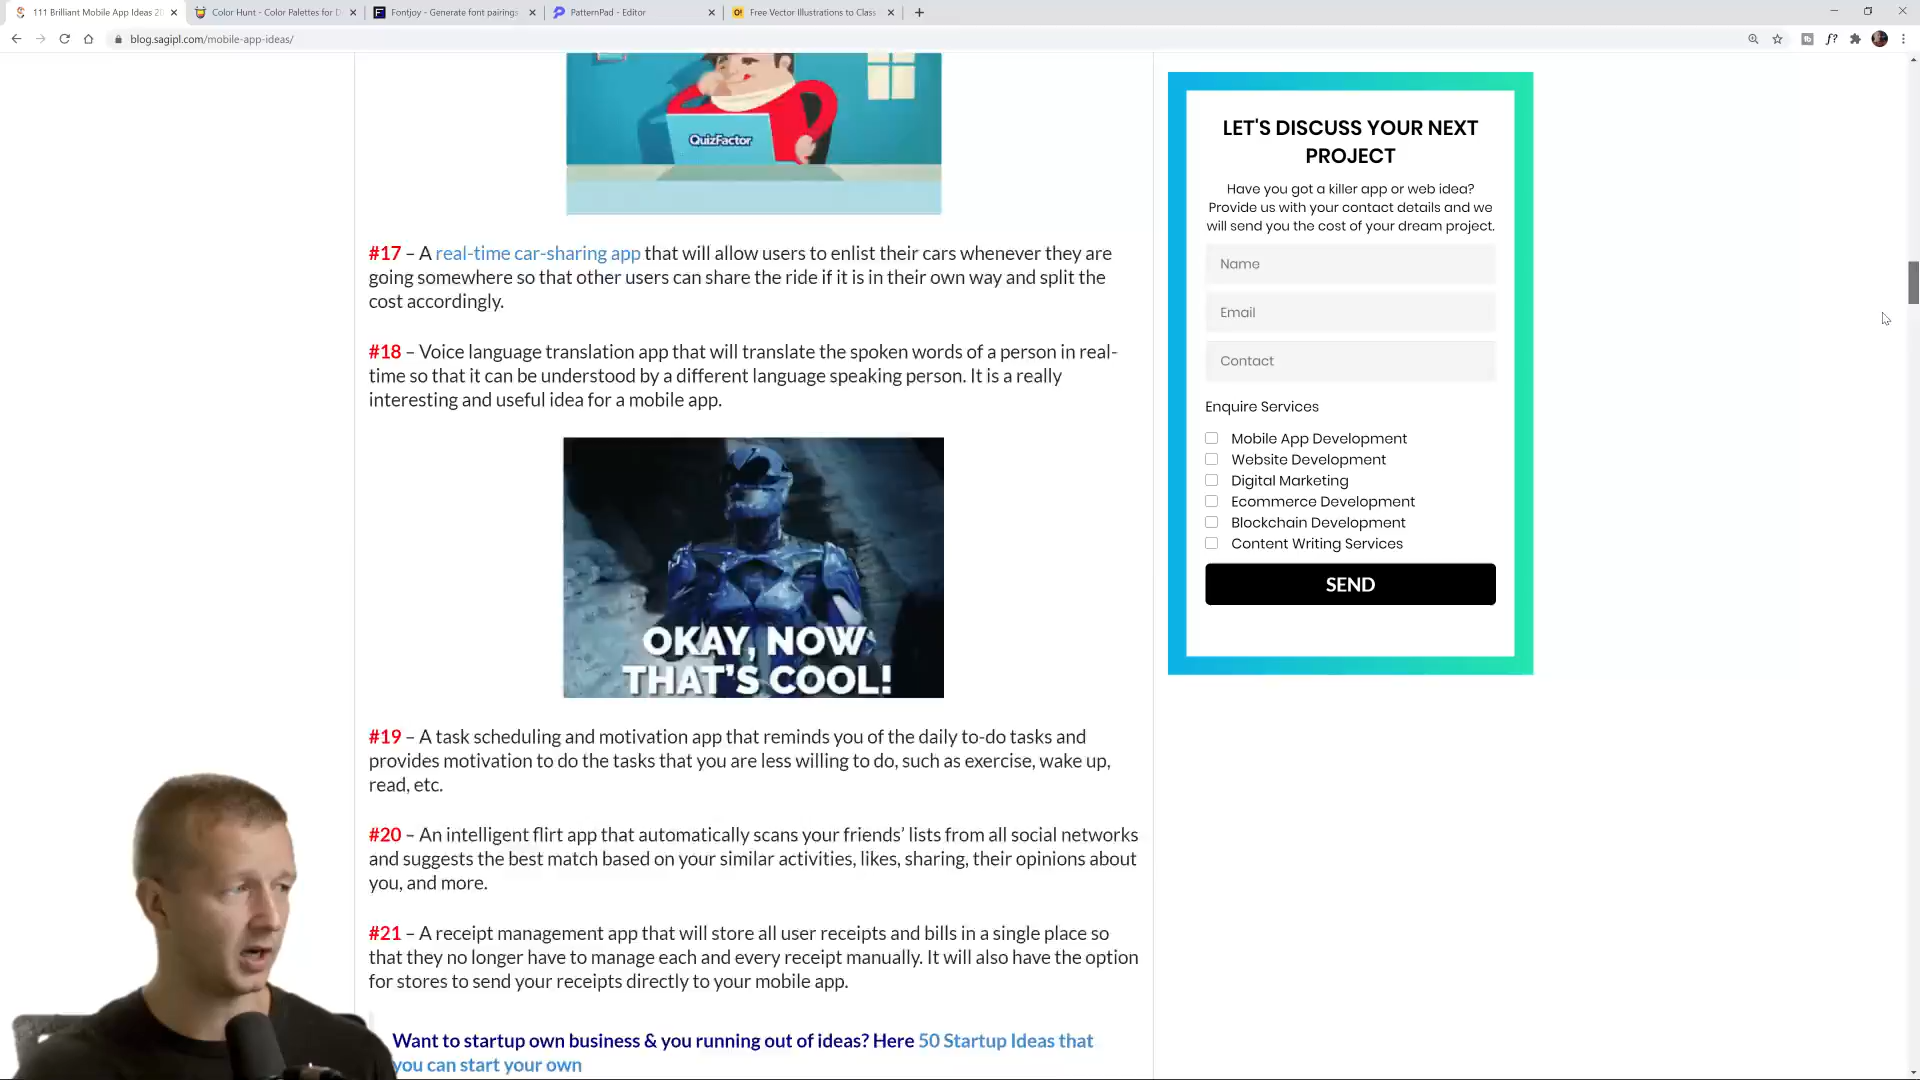 111 Brilliant Mobile App Ideas 20
Color Hunt - Color Palettes for D
Fontjoy - Generate font pairings
PatternPad - Editor
Free Vector Illustrations to Class
blog.sagipl.com/mobile-app-ideas/
QuizFactor
#17 – A real-time car-sharing app that will allow users to enlist their cars whenever they are
going somewhere so that other users can share the ride if it is in their own way and split the
cost accordingly.
#18 – Voice language translation app that will translate the spoken words of a person in real-
time so that it can be understood by a different language speaking person. It is a really
interesting and useful idea for a mobile app.
OKAY, NOW
THAT'S COOL!
#19 – A task scheduling and motivation app that reminds you of the daily to-do tasks and
provides motivation to do the tasks that you are less willing to do, such as exercise, wake up,
read, etc.
#20 – An intelligent flirt app that automatically scans your friends’ lists from all social networks
and suggests the best match based on your similar activities, likes, sharing, their opinions about
you, and more.
#21 – A receipt management app that will store all user receipts and bills in a single place so
that they no longer have to manage each and every receipt manually. It will also have the option
for stores to send your receipts directly to your mobile app.
Want to startup own business & you running out of ideas? Here 50 Startup Ideas that
you can start your own
LET'S DISCUSS YOUR NEXT
PROJECT
Have you got a killer app or web idea?
Provide us with your contact details and we
will send you the cost of your dream project.
Name
Email
Contact
Enquire Services
Mobile App Development
Website Development
Digital Marketing
Ecommerce Development
Blockchain Development
Content Writing Services
SEND